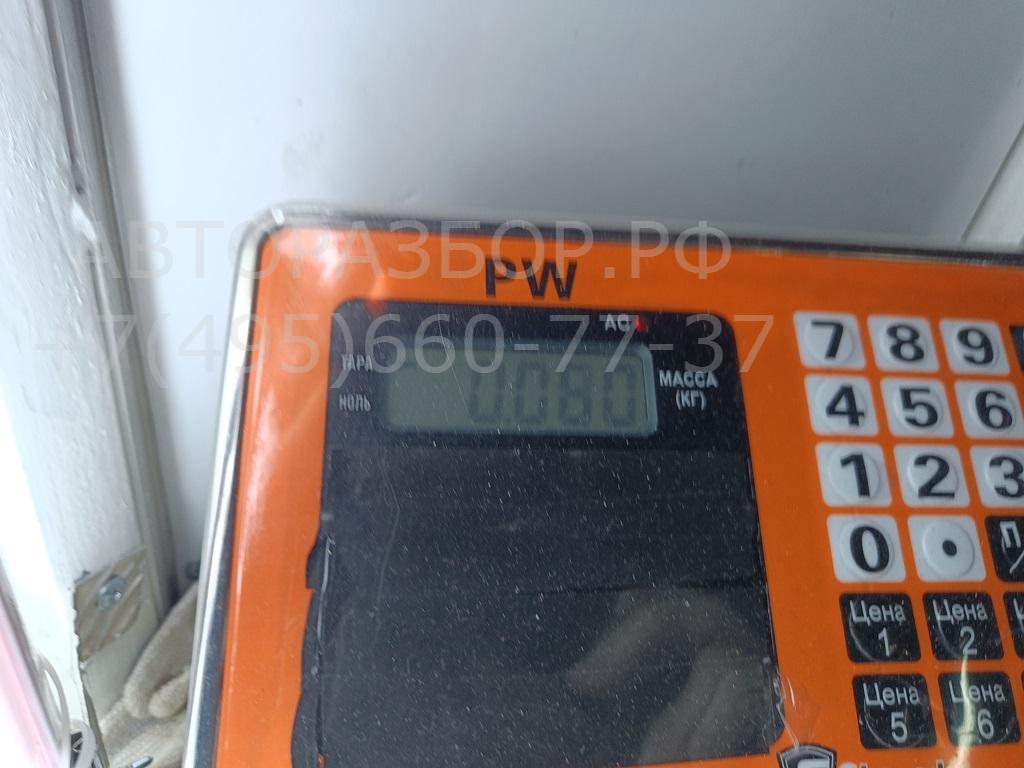 АВТОРАЗБОР.РФ
+7(495)660-77-37
PW
AC
ТАРА
НОЛЬ
0.080
МАССА
(КГ)
7 8 9
4 5 6
1 2 3
0 •
Цена
1
Цена
2
Цена
5
Цена
6